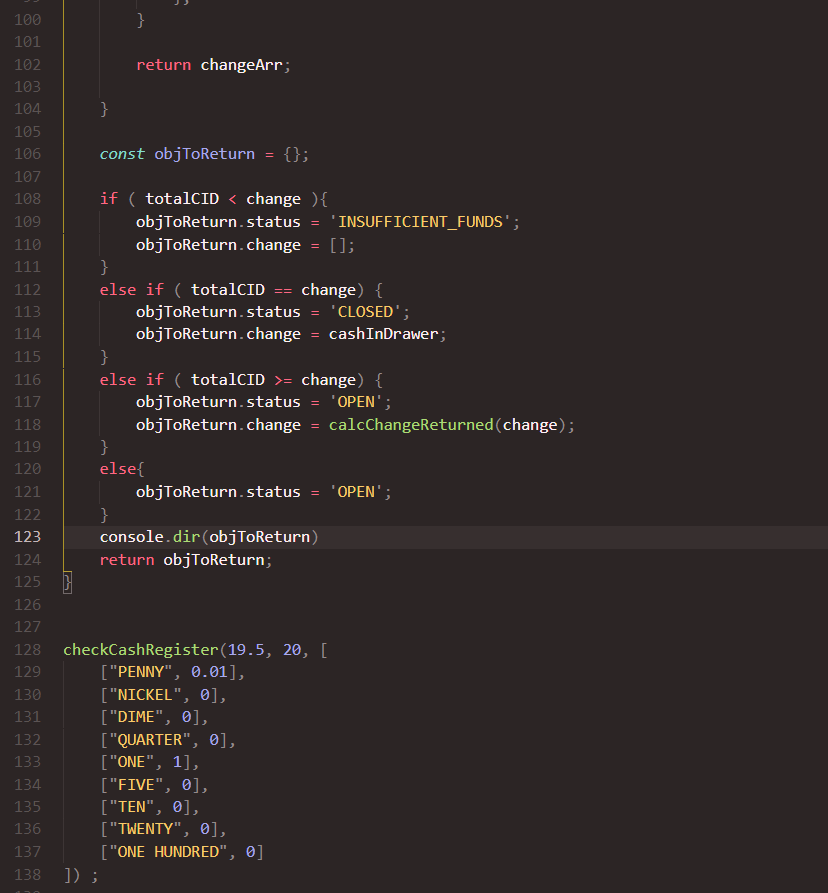 100 }
101
102 return changeArr;
103
104 }
105
106 const objToReturn = {};
107
108 if ( totalCID < change ){
109 objToReturn.status = 'INSUFFICIENT_FUNDS';
110 objToReturn.change = [];
111 }
112 else if ( totalCID == change) {
113 objToReturn.status = 'CLOSED';
114 objToReturn.change = cashInDrawer;
115 }
116 else if ( totalCID >= change) {
117 objToReturn.status = 'OPEN';
118 objToReturn.change = calcChangeReturned(change);
119 }
120 else{
121 objToReturn.status = 'OPEN';
122 }
123 console.dir(objToReturn)
124 return objToReturn;
125 }
126
127
128 checkCashRegister(19.5, 20, [
129 ["PENNY", 0.01],
130 ["NICKEL", 0],
131 ["DIME", 0],
132 ["QUARTER", 0],
133 ["ONE", 1],
134 ["FIVE", 0],
135 ["TEN", 0],
136 ["TWENTY", 0],
137 ["ONE HUNDRED", 0]
138 ]) ;